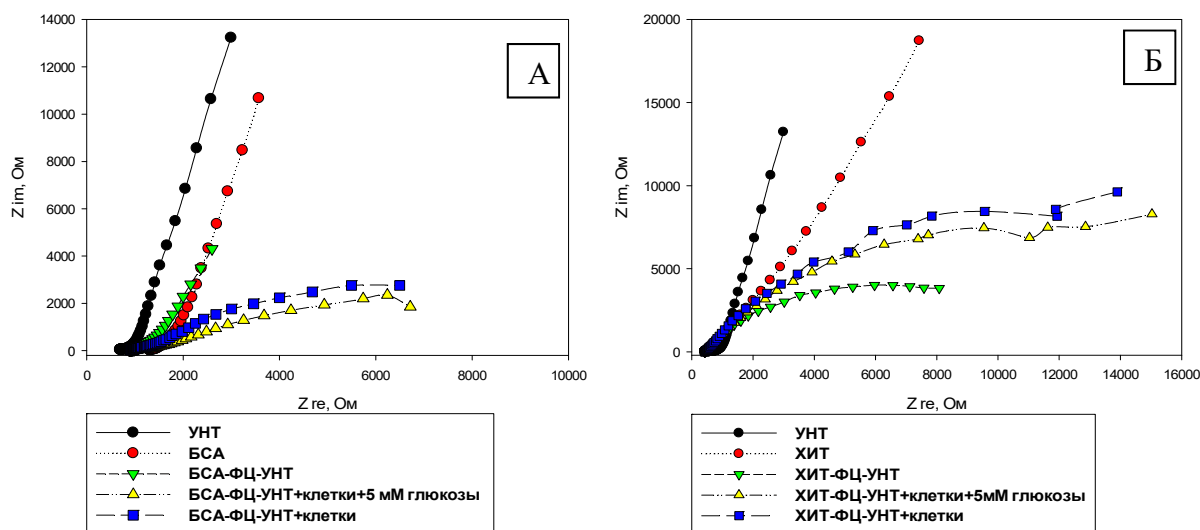 А
Z im, Ом
14000
12000
10000
8000
6000
4000
2000
0
0 2000 4000 6000 8000 10000
Z re, Ом
УНТ
БСА
БСА-ФЦ-УНТ
БСА-ФЦ-УНТ+клетки+5 мМ глюкозы
БСА-ФЦ-УНТ+клетки
Б
Z im, Ом
20000
15000
10000
5000
0
0 2000 4000 6000 8000 10000 12000 14000 16000
Z re, Ом
УНТ
ХИТ
ХИТ-ФЦ-УНТ
ХИТ-ФЦ-УНТ+клетки+5мМ глюкозы
ХИТ-ФЦ-УНТ+клетки